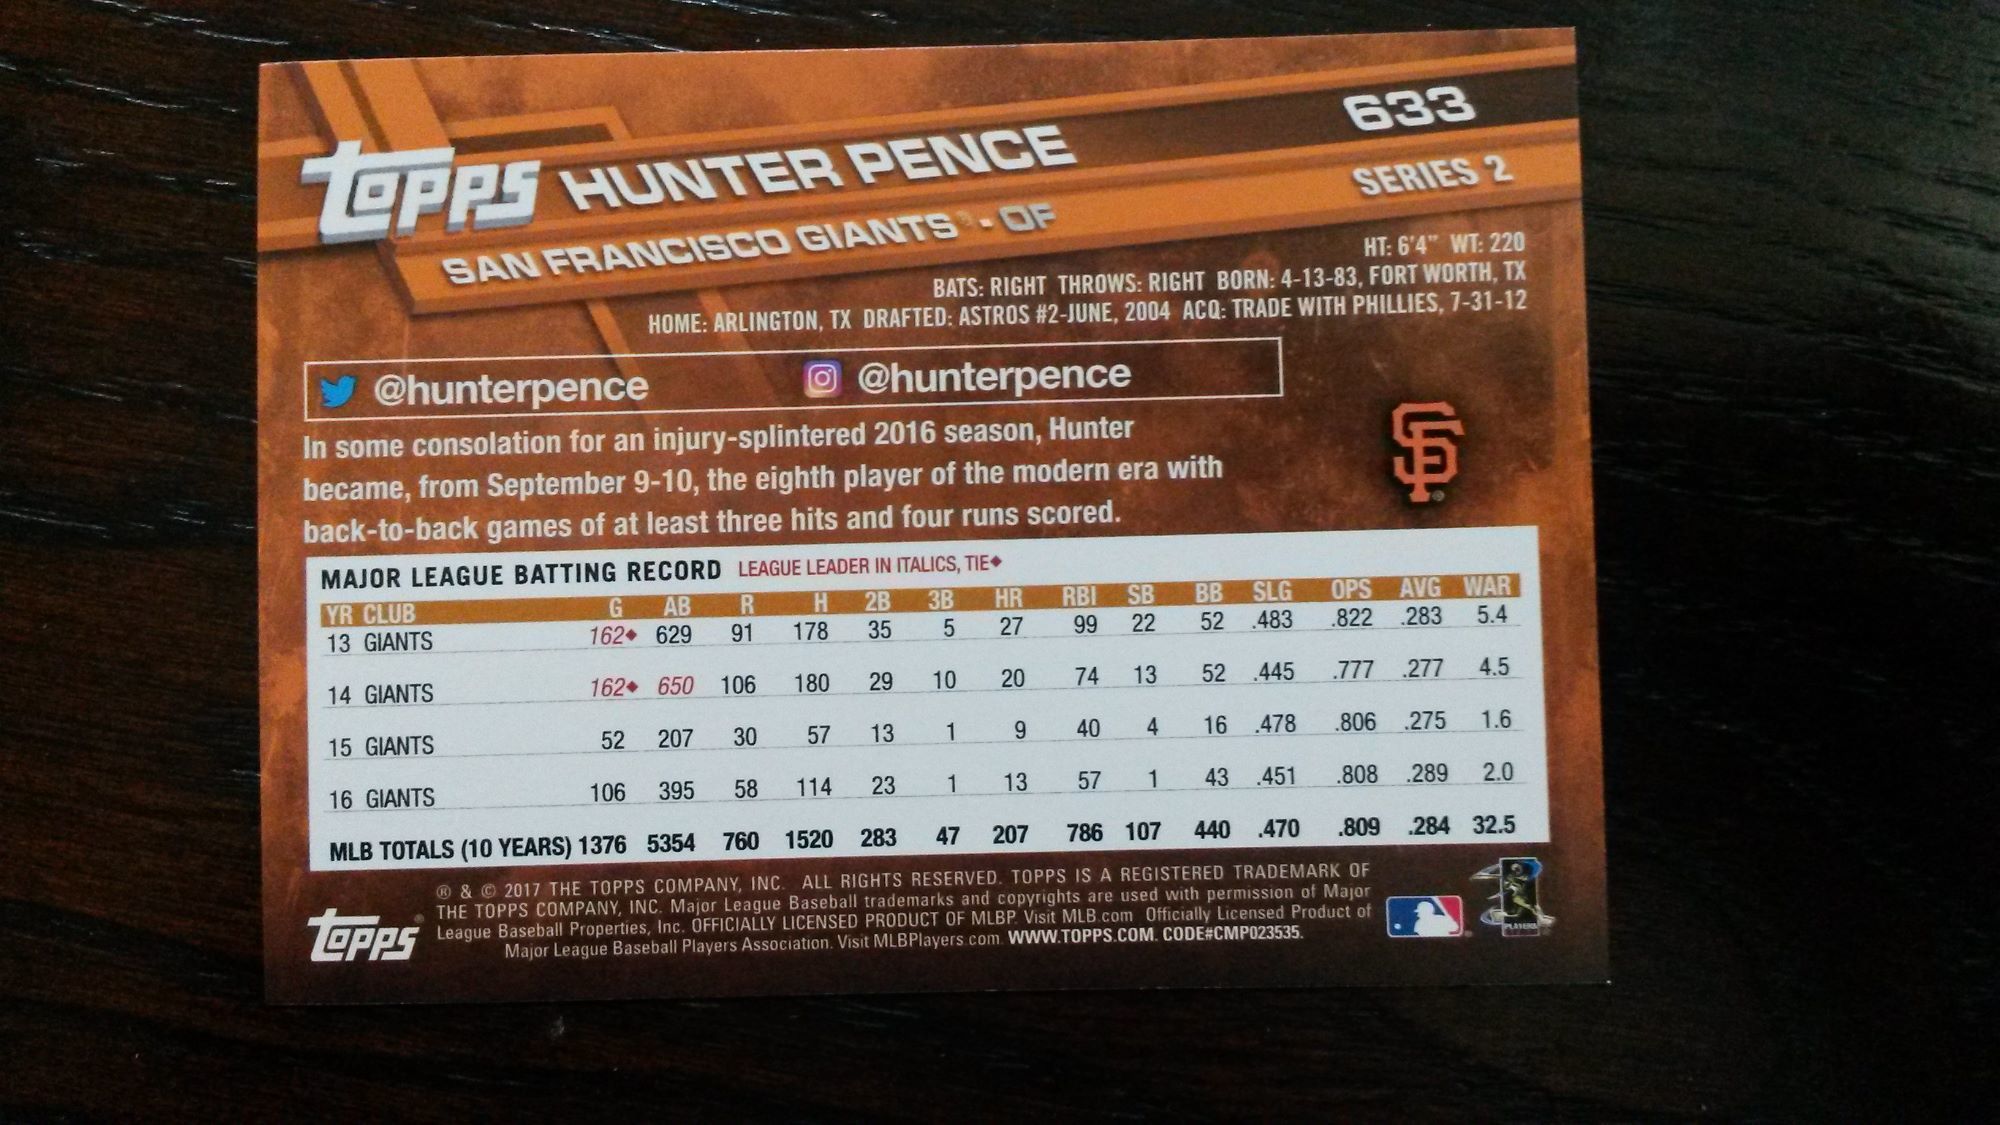 topps HUNTER PENCE 633
SAN FRANCISCO GIANTS® - OF SERIES 2
HT: 6'4" WT: 220
BATS: RIGHT THROWS: RIGHT BORN: 4-13-83, FORT WORTH, TX
HOME: ARLINGTON, TX DRAFTED: ASTROS #2-JUNE, 2004 ACQ: TRADE WITH PHILLIES, 7-31-12
@hunterpence @hunterpence
In some consolation for an injury-splintered 2016 season, Hunter
became, from September 9-10, the eighth player of the modern era with
back-to-back games of at least three hits and four runs scored.
SF
MAJOR LEAGUE BATTING RECORD LEAGUE LEADER IN ITALICS, TIE♦
YR CLUB G AB R H 2B 3B HR RBI SB BB SLG OPS AVG WAR
13 GIANTS 162♦ 629 91 178 35 5 27 99 22 52 .483 .822 .283 5.4
14 GIANTS 162♦ 650 106 180 29 10 20 74 13 52 .445 .777 .277 4.5
15 GIANTS 52 207 30 57 13 1 9 40 4 16 .478 .806 .275 1.6
16 GIANTS 106 395 58 114 23 1 13 57 1 43 .451 .808 .289 2.0
MLB TOTALS (10 YEARS) 1376 5354 760 1520 283 47 207 786 107 440 .470 .809 .284 32.5
® & © 2017 THE TOPPS COMPANY, INC. ALL RIGHTS RESERVED. TOPPS IS A REGISTERED TRADEMARK OF
THE TOPPS COMPANY, INC. Major League Baseball trademarks and copyrights are used with permission of Major
League Baseball Properties, Inc. OFFICIALLY LICENSED PRODUCT OF MLBP. Visit MLB.com Officially Licensed Product of
Major League Baseball Players Association. Visit MLBPlayers.com. WWW.TOPPS.COM. CODE#CMP023535.
topps®
PLAYERS